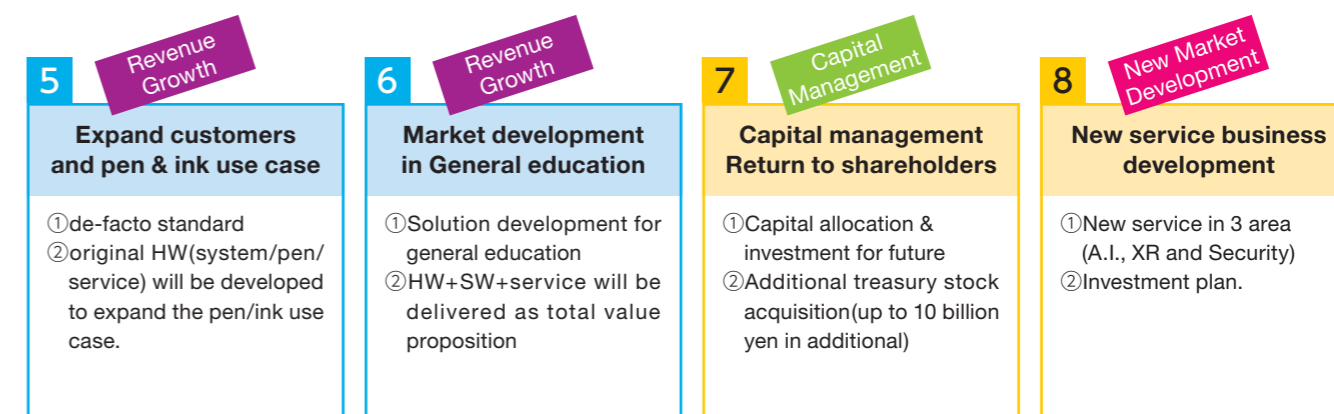 5
Revenue
Growth
Expand customers
and pen & ink use case
①de-facto standard
②original HW(system/pen/
service) will be developed
to expand the pen/ink use
case.
6
Revenue
Growth
Market development
in General education
①Solution development for
general education
②HW+SW+service will be
delivered as total value
proposition
7
Capital
Management
Capital management
Return to shareholders
①Capital allocation &
investment for future
②Additional treasury stock
acquisition(up to 10 billion
yen in additional)
8
New Market
Development
New service business
development
①New service in 3 area
(A.I., XR and Security)
②Investment plan.